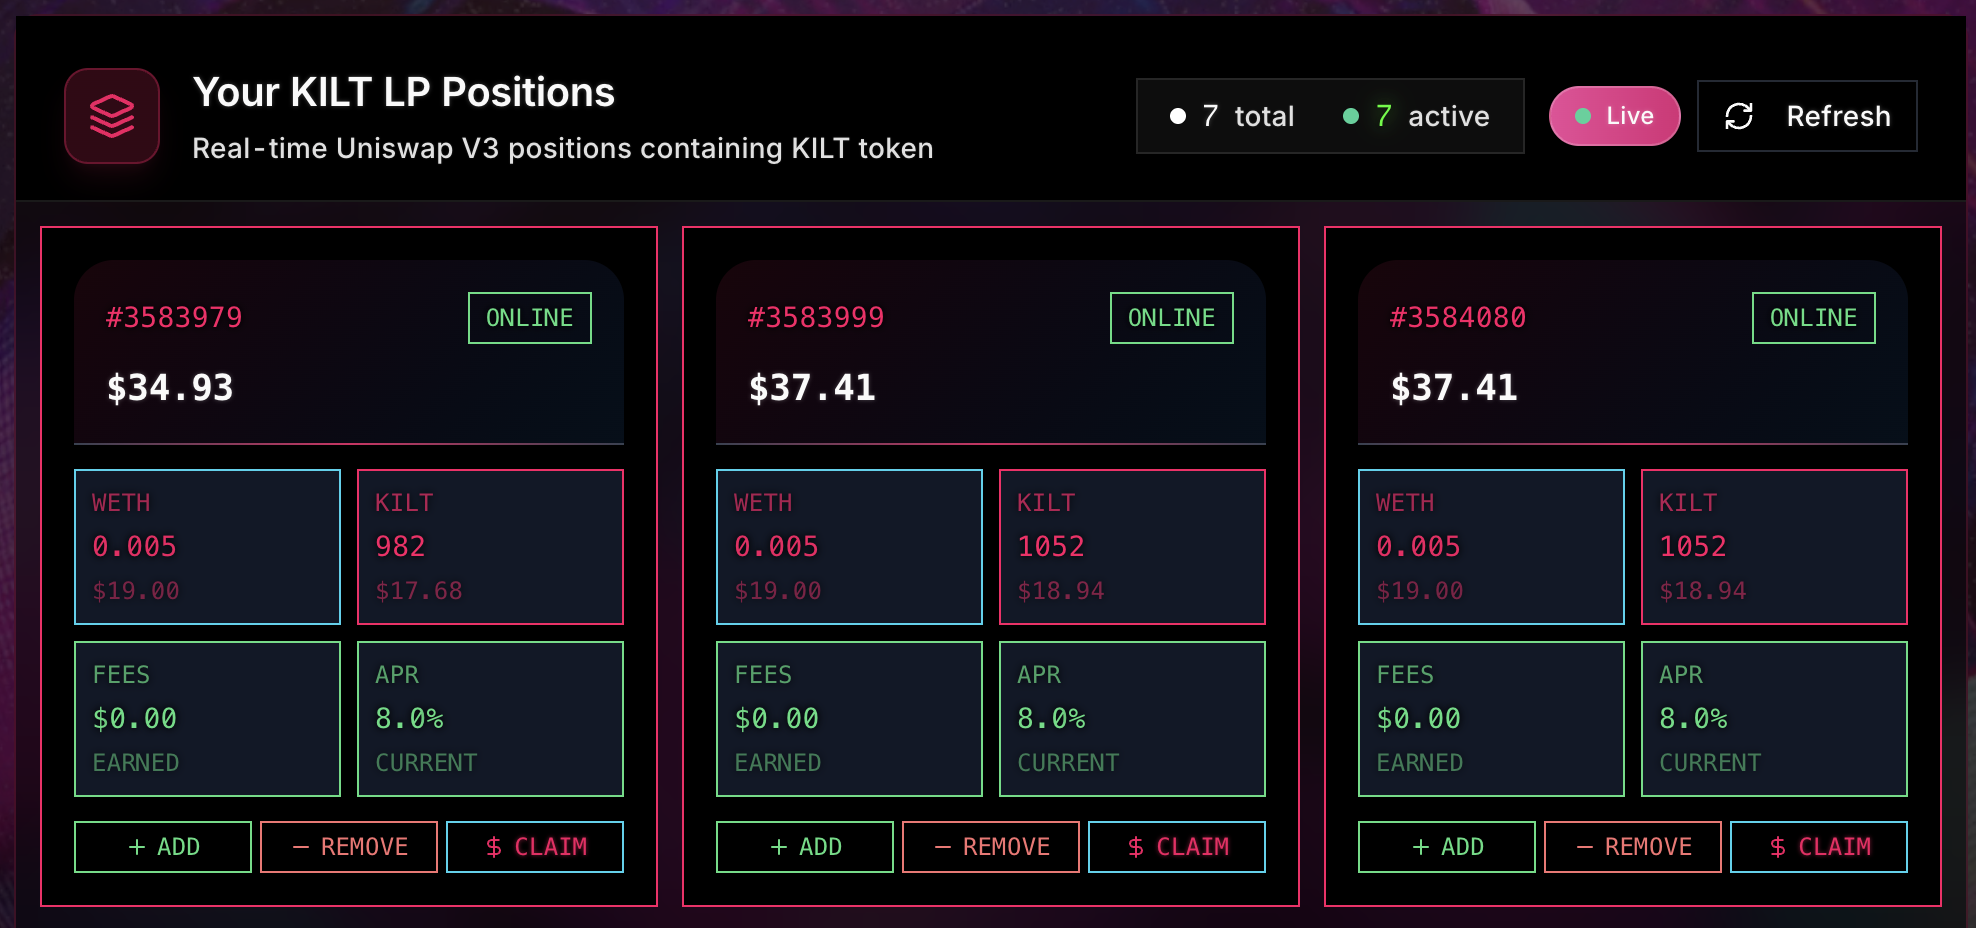 Your KILT LP Positions
Real-time Uniswap V3 positions containing KILT token
7 total 7 active
Live
Refresh
#3583979
ONLINE
$34.93
WETH
0.005
$19.00
KILT
982
$17.68
FEES
$0.00
EARNED
APR
8.0%
CURRENT
+ ADD
− REMOVE
$ CLAIM
#3583999
ONLINE
$37.41
WETH
0.005
$19.00
KILT
1052
$18.94
FEES
$0.00
EARNED
APR
8.0%
CURRENT
+ ADD
− REMOVE
$ CLAIM
#3584080
ONLINE
$37.41
WETH
0.005
$19.00
KILT
1052
$18.94
FEES
$0.00
EARNED
APR
8.0%
CURRENT
+ ADD
− REMOVE
$ CLAIM